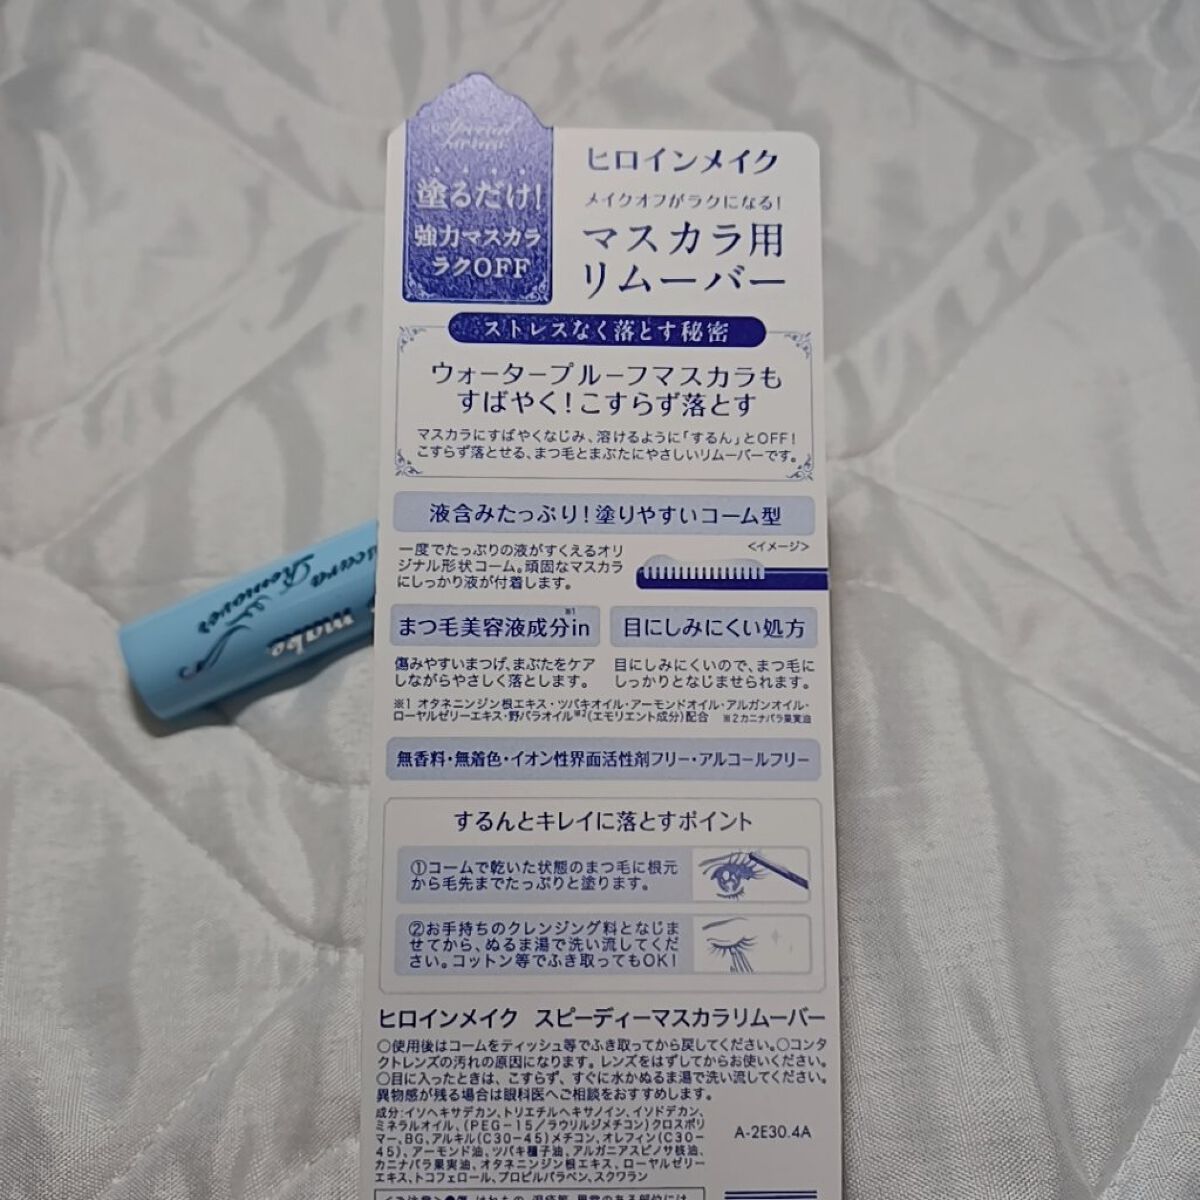 Special
塗るだけ!
強力マスカラ
ラクOFF
ヒロインメイク
メイクオフがラクになる!
マスカラ用
リムーバー
ストレスなく落とす秘密
ウォータープルーフマスカラも
すばやく!こすらず落とす
マスカラにすばやくなじみ、溶けるように「するん」とOFF!
こすらず落とせる、まつ毛とまぶたにやさしいリムーバーです。
液含みたっぷり!塗りやすいコーム型
一度でたっぷりの液がすくえるオリ
ジナル形状コーム。頑固なマスカラ
にしっかり液が付着します。
<イメージ>
まつ毛美容液成分in ※1
傷みやすいまつげ、まぶたをケア
しながらやさしく落とします。
目にしみにくい処方
目にしみにくいので、まつ毛に
しっかりとなじませられます。
※1 オタネニンジン根エキス・ツバキオイル・アーモンドオイル・アルガンオイル・
ローヤルゼリーエキス・野バラオイル※2(エモリエント成分)配合 ※2カニナバラ果実油
無香料・無着色・イオン性界面活性剤フリー・アルコールフリー
するんとキレイに落とすポイント
①コームで乾いた状態のまつ毛に根元
から毛先までたっぷりと塗ります。
②お手持ちのクレンジング料となじま
せてから、ぬるま湯で洗い流してくだ
さい。コットン等でふき取ってもOK!
ヒロインメイク スピーディーマスカラリムーバー
○使用後はコームをティッシュ等でふき取ってから戻してください。○コンタ
クトレンズの汚れの原因になります。レンズをはずしてからお使いください。
○目に入ったときは、こすらず、すぐに水かぬるま湯で洗い流してください。
異物感が残る場合は眼科医へご相談をおすすめします。
成分:イソヘキサデカン、トリエチルヘキサノイン、イソドデカン、
ミネラルオイル、(PEG-15/ラウリルジメチコン)クロスポリ
マー、BG、アルキル(C30-45)メチコン、オレフィン(C30-
45)、アーモンド油、ツバキ種子油、アルガニアスピノサ核油、
カニナバラ果実油、オタネニンジン根エキス、ローヤルゼリー
エキス、トコフェロール、プロピルパラベン、スクワラン
A-2E30.4A
make
Remover